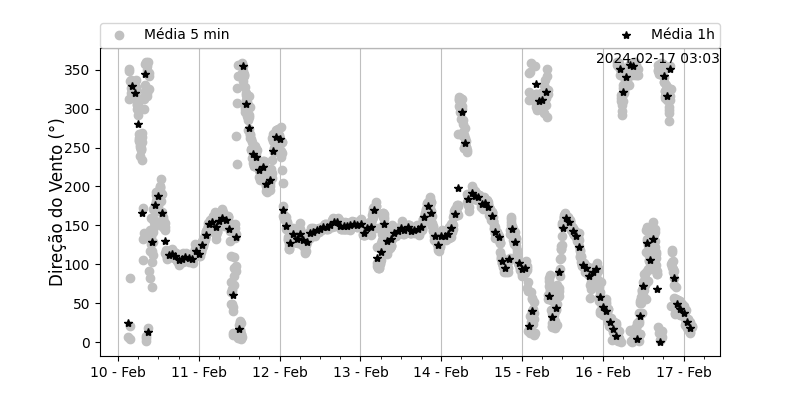 Média 5 min
Média 1h
2024-02-17 03:03
Direção do Vento (°)
350
300
250
200
150
100
50
0
10 - Feb
11 - Feb
12 - Feb
13 - Feb
14 - Feb
15 - Feb
16 - Feb
17 - Feb